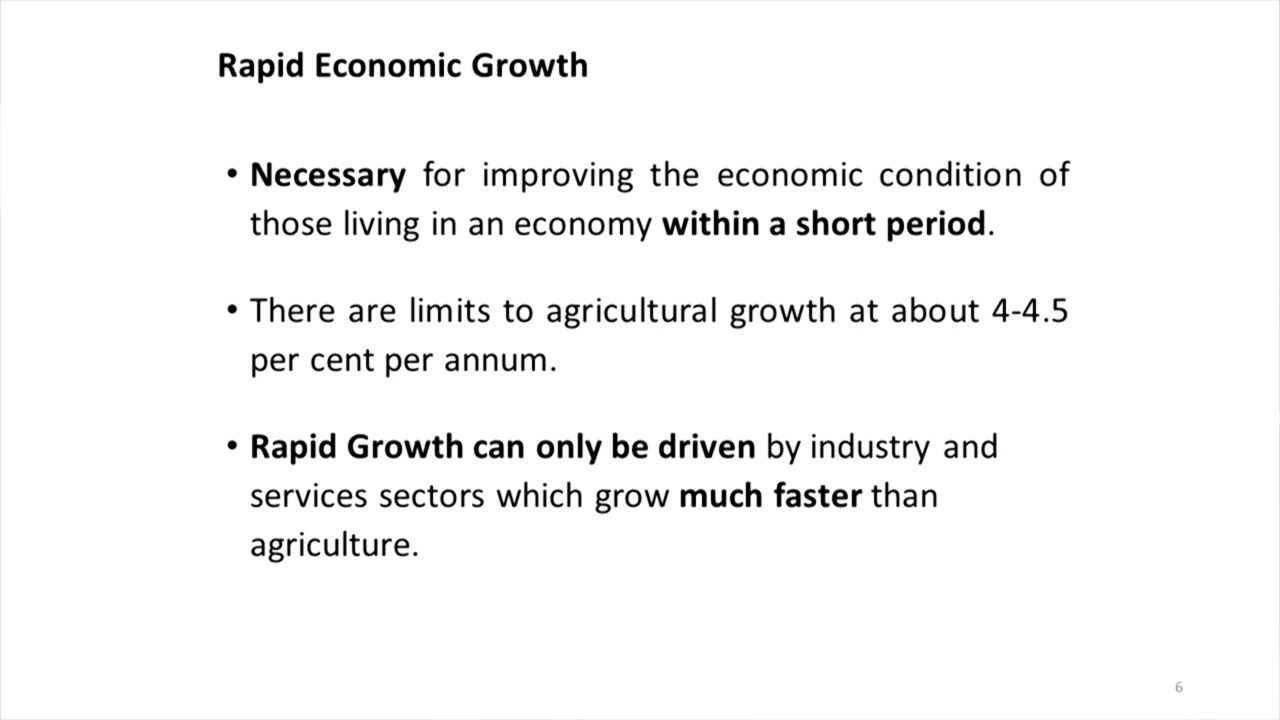 Rapid Economic Growth
• Necessary for improving the economic condition of
those living in an economy within a short period.
• There are limits to agricultural growth at about 4-4.5
per cent per annum.
• Rapid Growth can only be driven by industry and
services sectors which grow much faster than
agriculture.
6